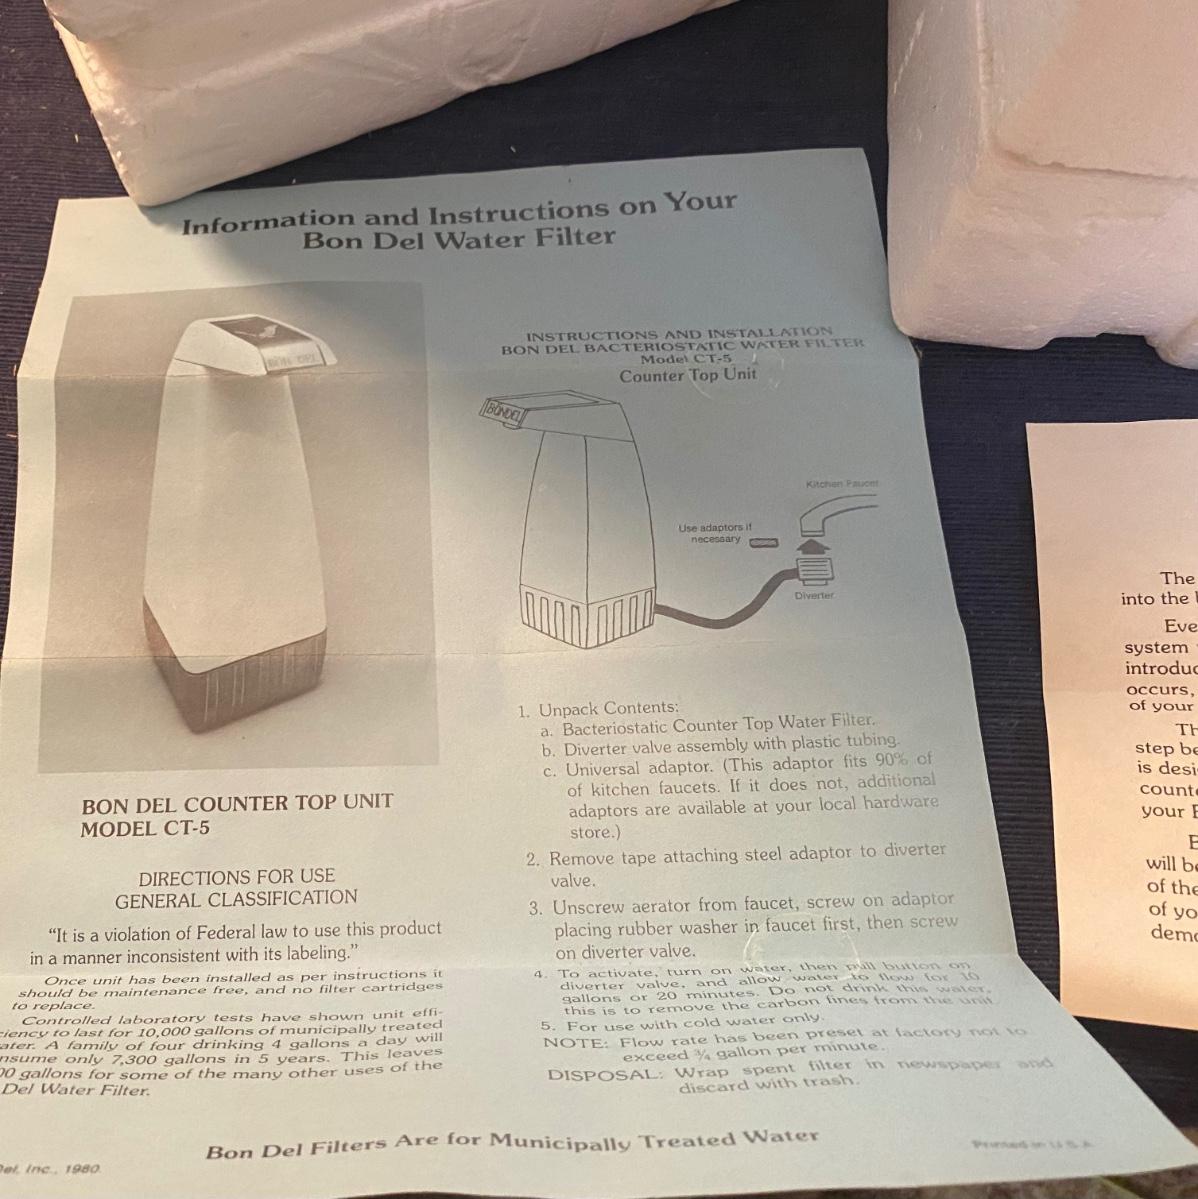 Information and Instructions on Your
Bon Del Water Filter
BON DEL
INSTRUCTIONS AND INSTALLATION
BON DEL BACTERIOSTATIC WATER FILTER
Model CT-5
Counter Top Unit
BONDEL
Kitchen Faucet
Use adaptors if
necessary
Diverter
BON DEL COUNTER TOP UNIT
MODEL CT-5
DIRECTIONS FOR USE
GENERAL CLASSIFICATION
“It is a violation of Federal law to use this product
in a manner inconsistent with its labeling.”
Once unit has been installed as per instructions it
should be maintenance free, and no filter cartridges
to replace.
Controlled laboratory tests have shown unit effi-
ciency to last for 10,000 gallons of municipally treated
ater. A family of four drinking 4 gallons a day will
nsume only 7,300 gallons in 5 years. This leaves
00 gallons for some of the many other uses of the
Del Water Filter.
1. Unpack Contents:
a. Bacteriostatic Counter Top Water Filter.
b. Diverter valve assembly with plastic tubing.
c. Universal adaptor. (This adaptor fits 90% of
of kitchen faucets. If it does not, additional
adaptors are available at your local hardware
store.)
2. Remove tape attaching steel adaptor to diverter
valve.
3. Unscrew aerator from faucet, screw on adaptor
placing rubber washer in faucet first, then screw
on diverter valve.
4. To activate, turn on water, then pull button on
diverter valve, and allow water to flow for 10
gallons or 20 minutes. Do not drink this water,
this is to remove the carbon fines from the unit.
5. For use with cold water only.
NOTE: Flow rate has been preset at factory not to
exceed ¾ gallon per minute.
DISPOSAL: Wrap spent filter in newspaper and
discard with trash.
Bon Del Filters Are for Municipally Treated Water
Del, Inc., 1980
Printed in U.S.A.
The
into the
Eve
system
introduc
occurs,
of your
Th
step be
is desi
counte
your
will be
of the
of yo
demo